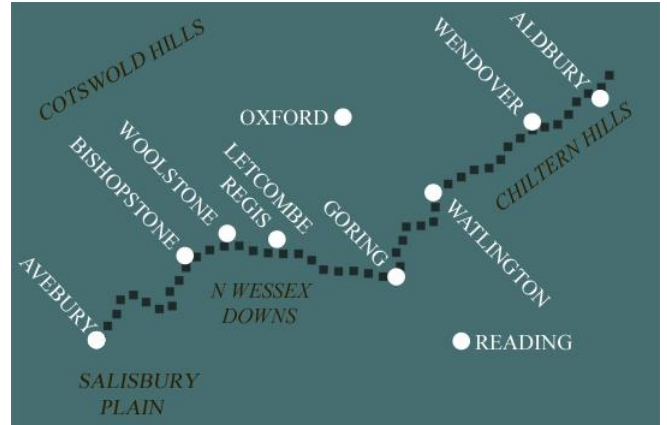 COTSWOLD HILLS
OXFORD
WENDOVER
ALDBURY
CHILTERN HILLS
BISHOPSTONE
WOOLSTONE
LETCOMBE
REGIS
GORING
WATLINGTON
AVEBURY
N WESSEX
DOWNS
READING
SALISBURY
PLAIN